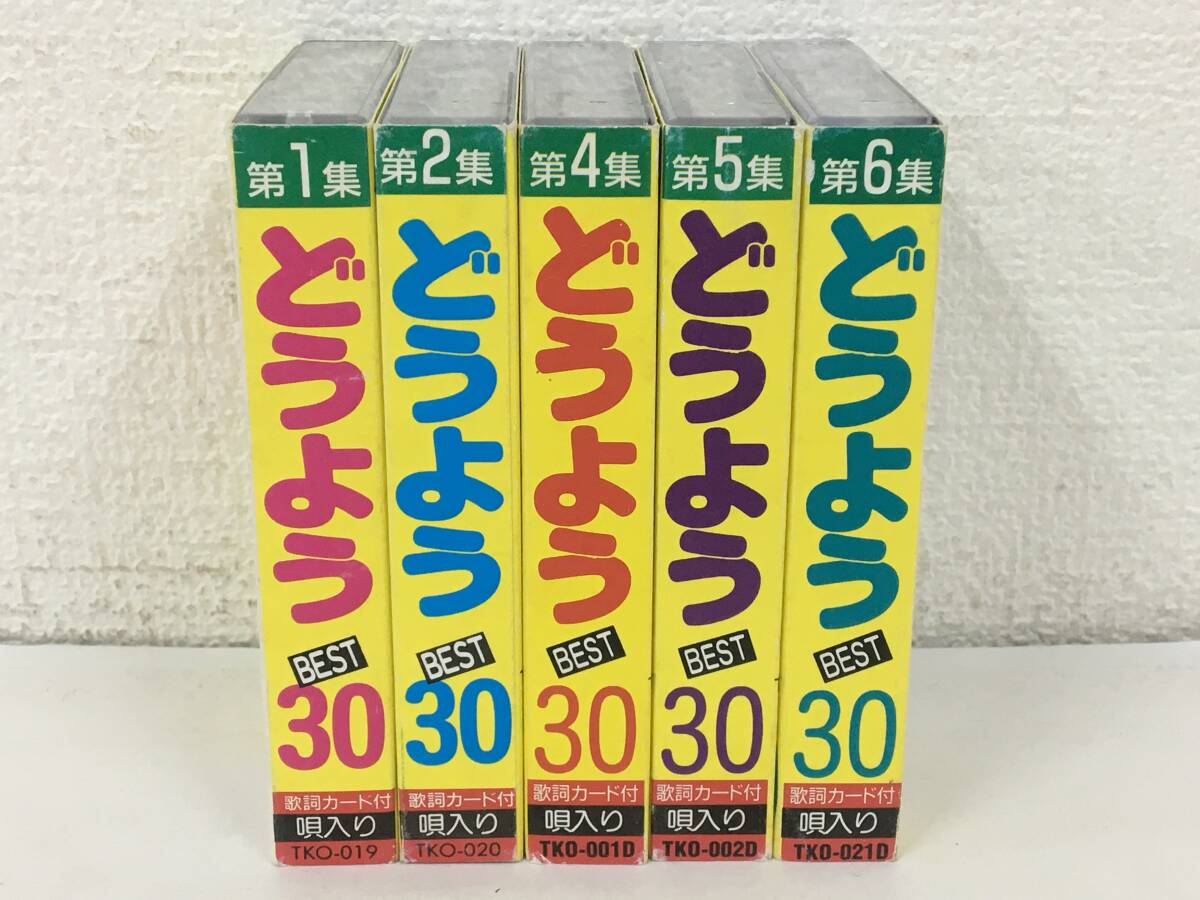 第1集
どうよう
BEST
30
歌詞カード付
唄入り
TKO-019
第2集
どうよう
BEST
30
歌詞カード付
唄入り
TKO-020
第4集
どうよう
BEST
30
歌詞カード付
唄入り
TKO-001D
第5集
どうよう
BEST
30
歌詞カード付
唄入り
TKO-002D
第6集
どうよう
BEST
30
歌詞カード付
唄入り
TKO-021D